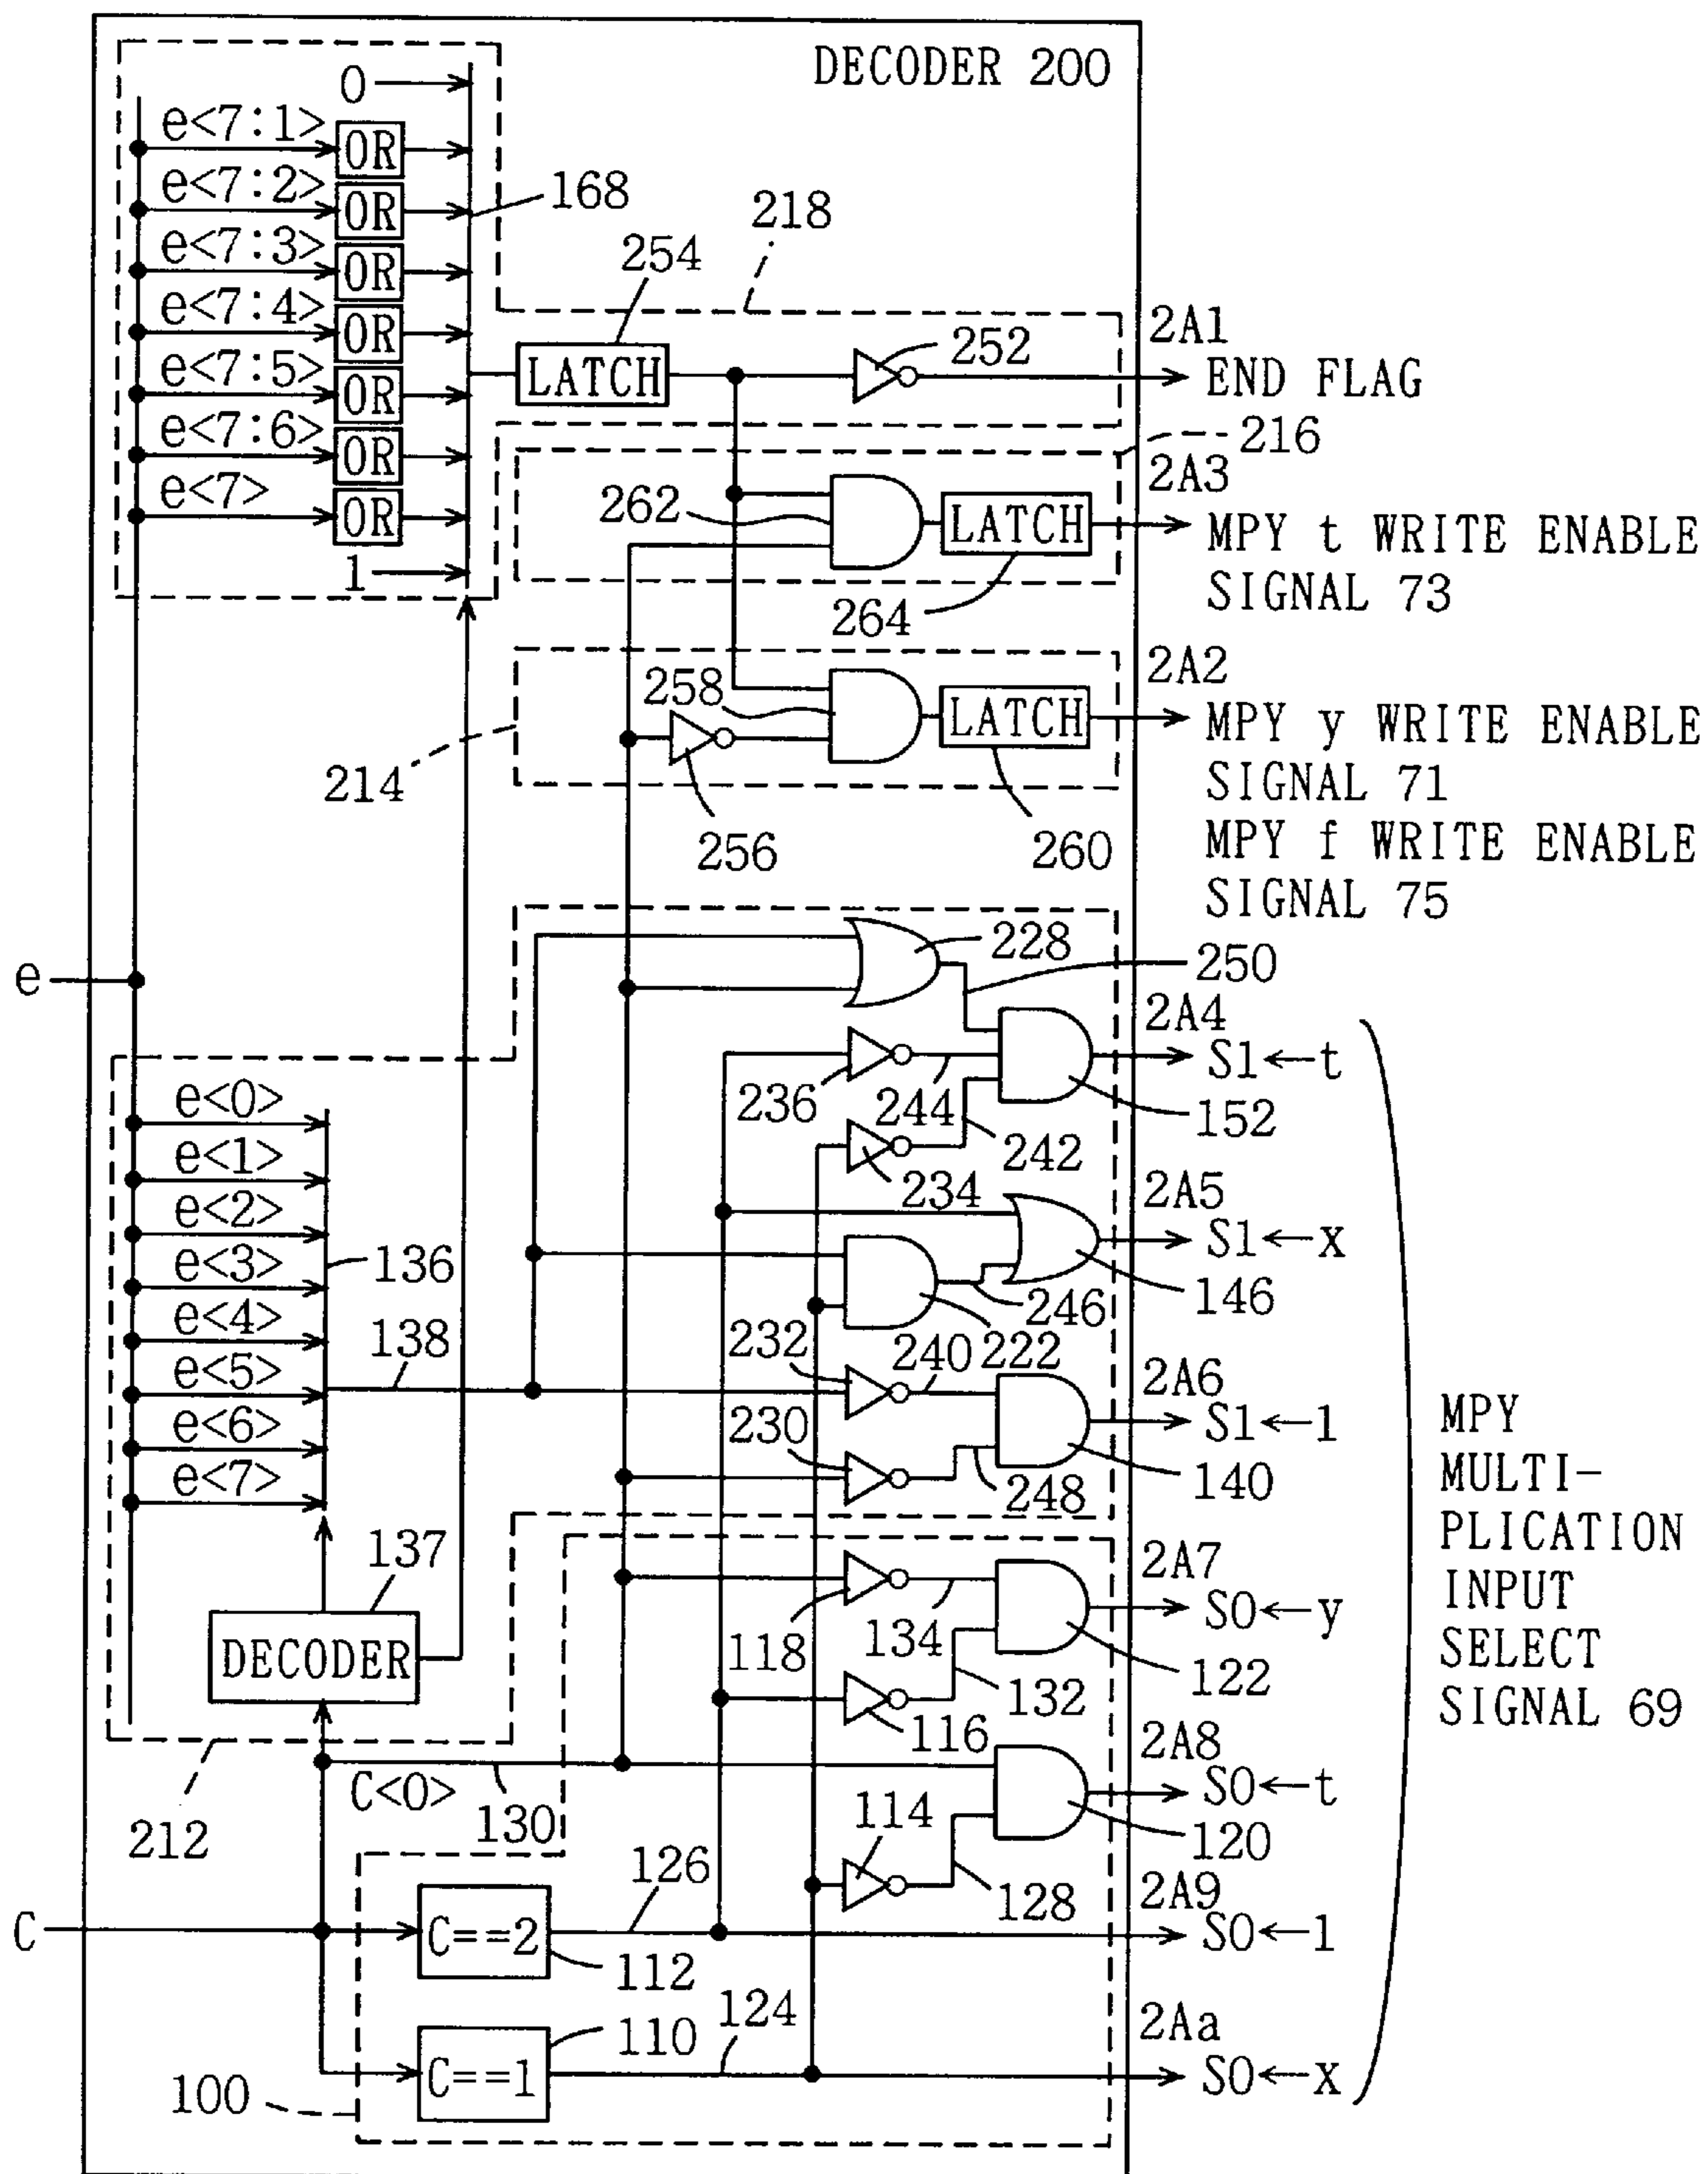 DECODER 200
0
e<7:1>
OR
e<7:2>
OR
168
e<7:3>
OR
218
254
e<7:4>
OR
2A1
252
e<7:5>
OR
LATCH
END FLAG
e<7:6>
OR
216
e<7>
OR
2A3
262
LATCH
MPY t WRITE ENABLE
SIGNAL 73
1
264
2A2
258
LATCH
MPY y WRITE ENABLE
SIGNAL 71
214
256
260
MPY f WRITE ENABLE
SIGNAL 75
228
250
e
2A4
S1←t
236
244
152
e<0>
242
e<1>
234
2A5
e<2>
S1←x
e<3>
136
246
146
e<4>
138
232
240
222
e<5>
2A6
S1←1
e<6>
230
248
140
e<7>
137
2A7
S0←y
DECODER
118
134
122
132
116
2A8
C<0>
S0←t
212
130
114
120
126
128
2A9
C
C==2
S0←1
112
124
110
2Aa
C==1
S0←x
100
MPY
MULTI-
PLICATION
INPUT
SELECT
SIGNAL 69